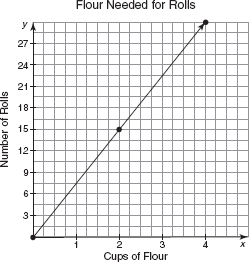 Flour Needed for Rolls
y
27
24
21
18
15
12
9
6
3
Number of Rolls
1 2 3 4 x
Cups of Flour